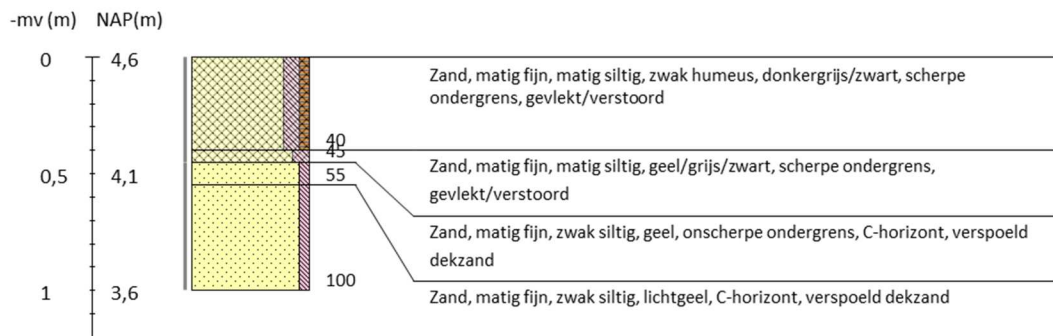 -mv (m) NAP(m)
0 4,6
Zand, matig fijn, matig siltig, zwak humeus, donkergrijs/zwart, scherpe
ondergrens, gevlekt/verstoord
40
45
Zand, matig fijn, matig siltig, geel/grijs/zwart, scherpe ondergrens,
gevlekt/verstoord
0,5 4,1
55
Zand, matig fijn, zwak siltig, geel, onscherpe ondergrens, C-horizont, verspoeld
dekzand
100
1 3,6
Zand, matig fijn, zwak siltig, lichtgeel, C-horizont, verspoeld dekzand